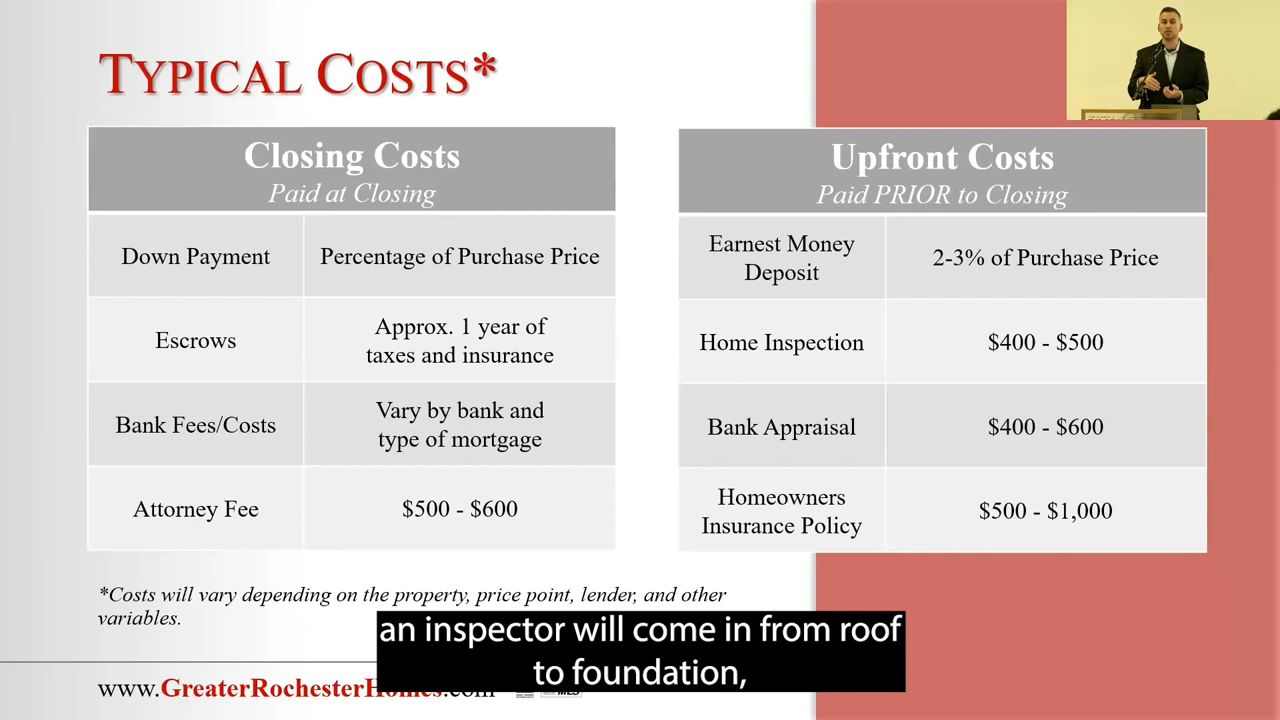 TYPICAL COSTS*
Closing Costs
Paid at Closing
Down Payment
Percentage of Purchase Price
Escrows
Approx. 1 year of
taxes and insurance
Bank Fees/Costs
Vary by bank and
type of mortgage
Attorney Fee
$500 - $600
Upfront Costs
Paid PRIOR to Closing
Earnest Money
Deposit
2-3% of Purchase Price
Home Inspection
$400 - $500
Bank Appraisal
$400 - $600
Homeowners
Insurance Policy
$500 - $1,000
*Costs will vary depending on the property, price point, lender, and other
variables.
an inspector will come in from roof
to foundation,
www.GreaterRochesterHomes.com